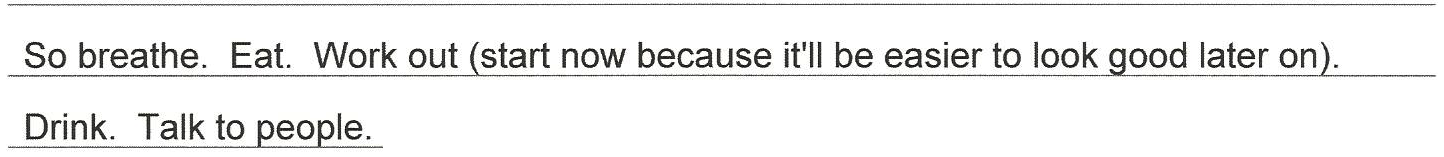 So breathe.  Eat.  Work out (start now because it'll be easier to look good later on).
Drink.  Talk to people.